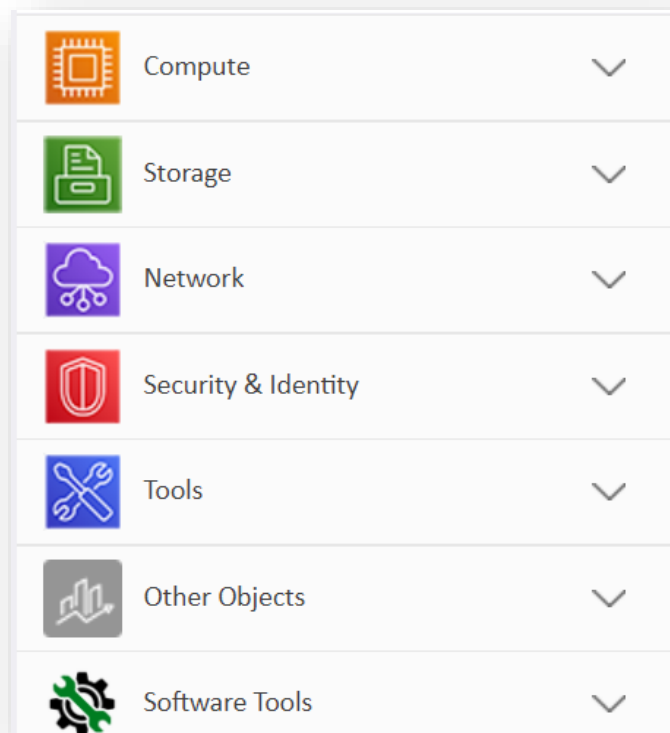 Compute
Storage
Network
Security & Identity
Tools
Other Objects
Software Tools